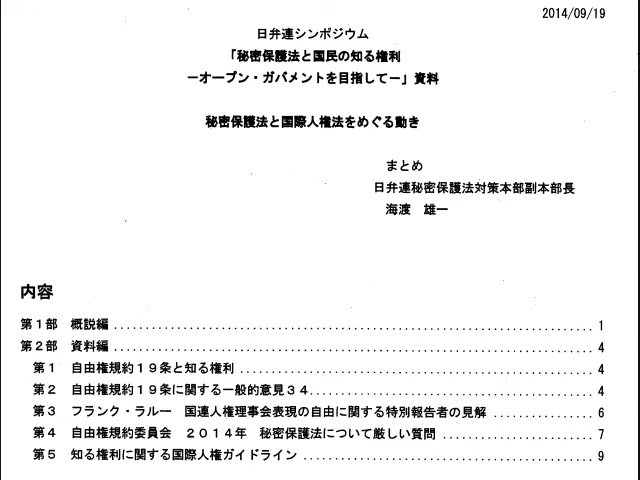 2014/09/19
日弁連シンポジウム
「秘密保護法と国民の知る権利
－オープン・ガバメントを目指して－」資料
秘密保護法と国際人権法をめぐる動き
まとめ
日弁連秘密保護法対策本部副本部長
海渡 雄一
内容
第1部 概説編 1
第2部 資料編 4
第1 自由権規約19条と知る権利 4
第2 自由権規約19条に関する一般的意見34 4
第3 フランク・ラルー 国連人権理事会表現の自由に関する特別報告者の見解 6
第4 自由権規約委員会 2014年 秘密保護法について厳しい質問 7
第5 知る権利に関する国際人権ガイドライン 9